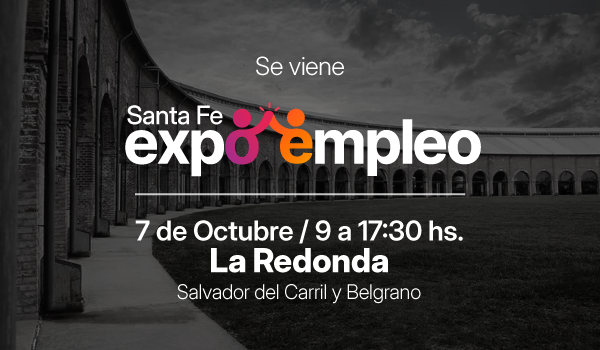 Se viene
Santa Fe
expo empleo
7 de Octubre / 9 a 17:30 hs.
La Redonda
Salvador del Carril y Belgrano